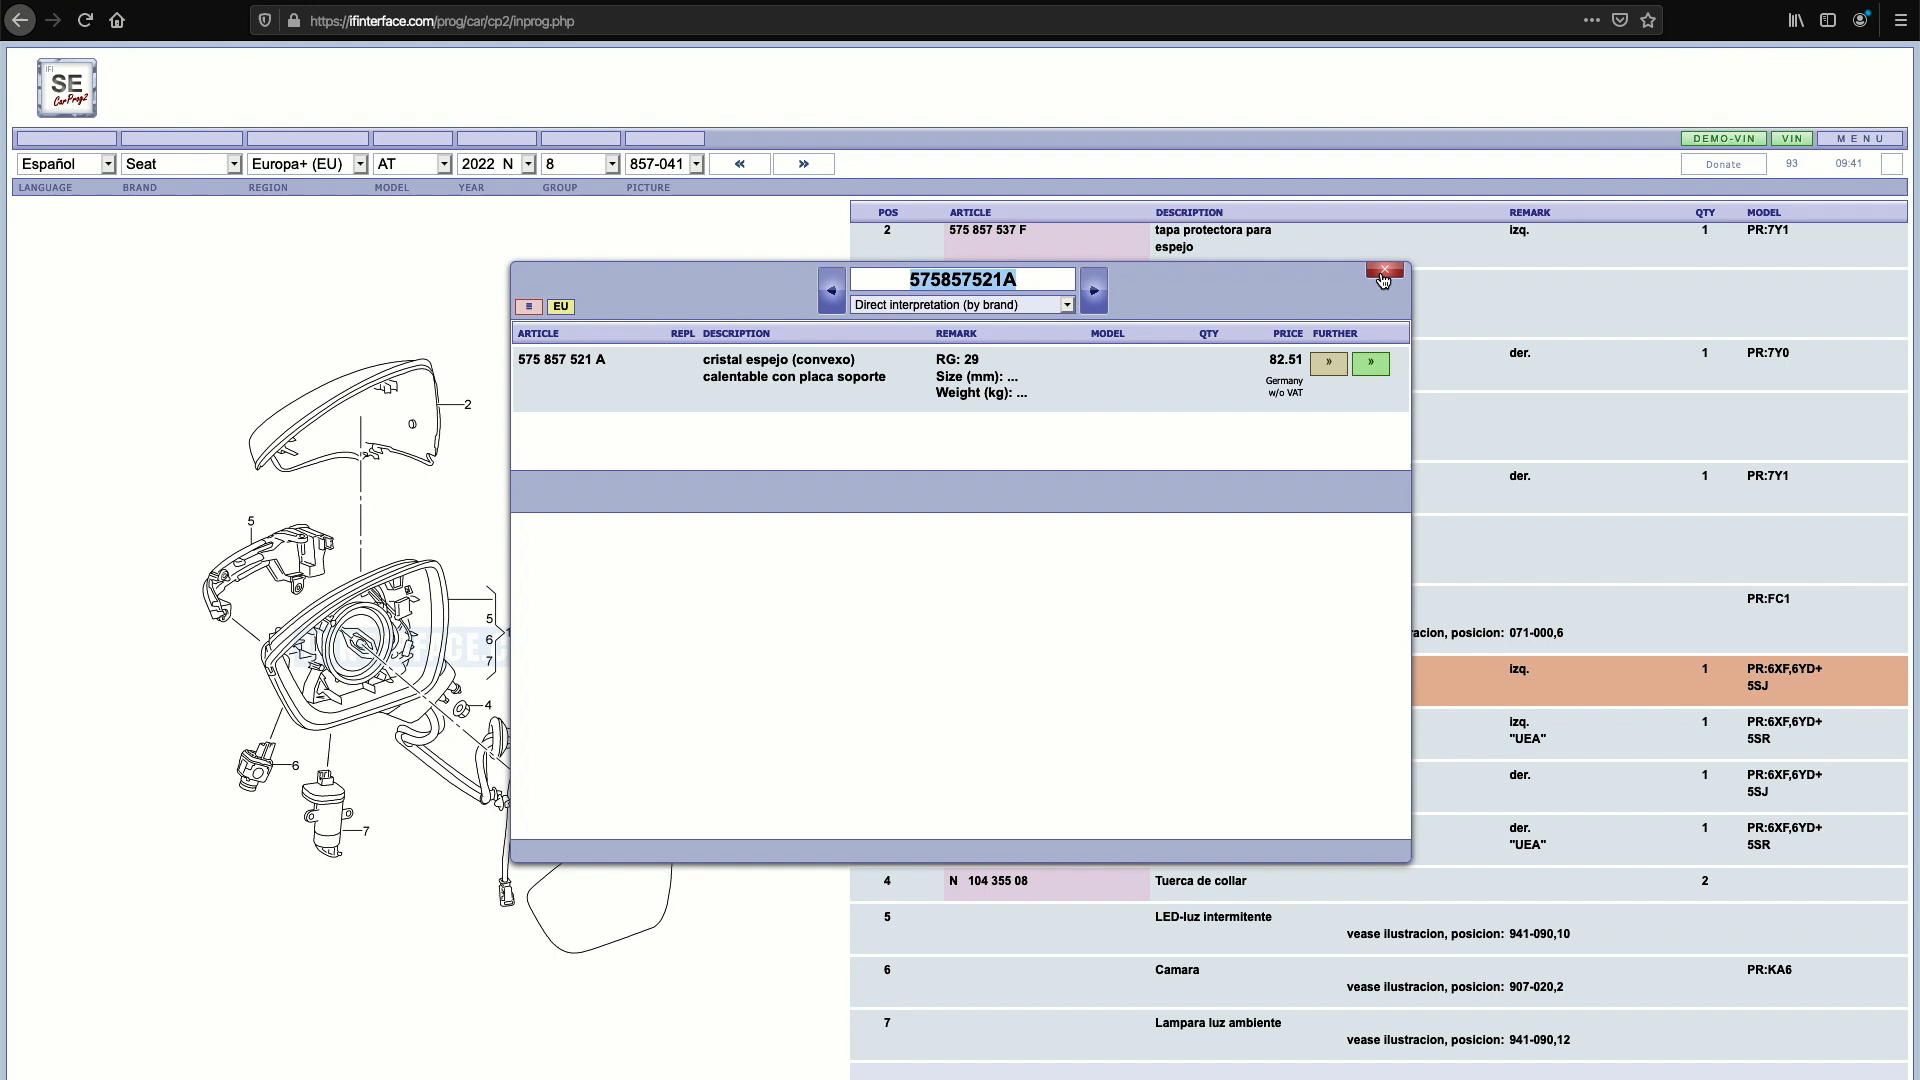 https://ifinterface.com/prog/car/cp2/inprog.php
IFI
SE
CarProg2
DEMO-VIN VIN MENU
Español Seat Europa+ (EU) AT 2022 N 8 857-041 « » Donate 93 09:41
LANGUAGE BRAND REGION MODEL YEAR GROUP PICTURE
POS ARTICLE DESCRIPTION REMARK QTY MODEL
2 575 857 537 F tapa protectora para izq. 1 PR:7Y1
espejo
575857521A
Direct interpretation (by brand)
≡ EU
ARTICLE REPL DESCRIPTION REMARK MODEL QTY PRICE FURTHER
575 857 521 A cristal espejo (convexo) RG: 29 82.51 » »
calentable con placa soporte Size (mm): ... Germany
Weight (kg): ... w/o VAT
der. 1 PR:7Y0
der. 1 PR:7Y1
PR:FC1
acion, posicion: 071-000,6
izq. 1 PR:6XF,6YD+
5SJ
izq. 1 PR:6XF,6YD+
"UEA" 5SR
der. 1 PR:6XF,6YD+
5SJ
der. 1 PR:6XF,6YD+
"UEA" 5SR
4 N 104 355 08 Tuerca de collar 2
5 LED-luz intermitente
vease ilustracion, posicion: 941-090,10
6 Camara PR:KA6
vease ilustracion, posicion: 907-020,2
7 Lampara luz ambiente
vease ilustracion, posicion: 941-090,12
2
5
5
6
7
1
4
6
7